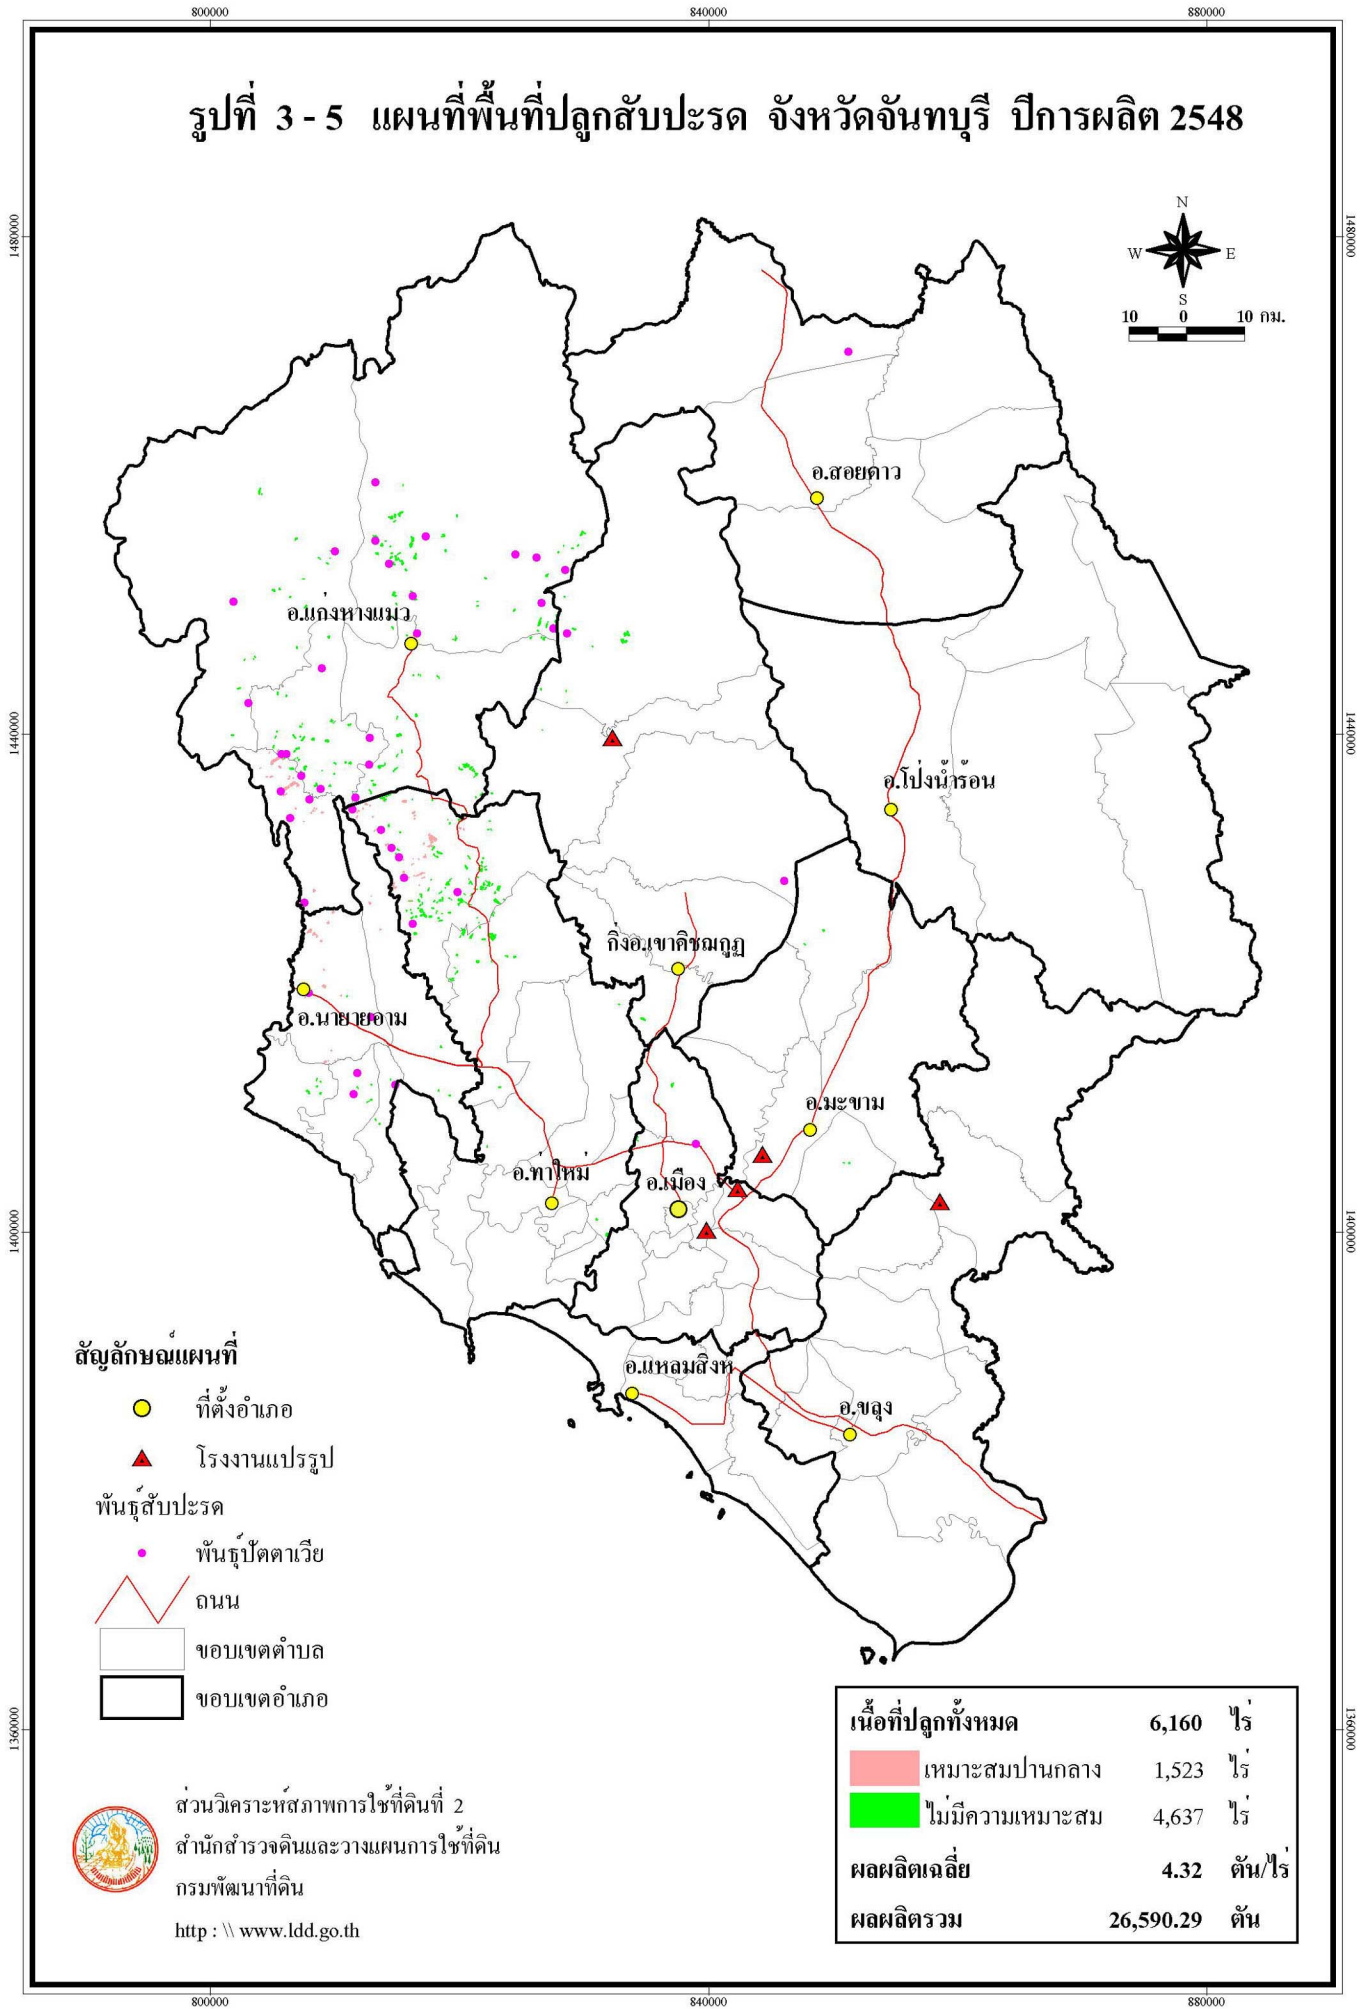 800000 840000 880000
รูปที่ 3 - 5 แผนที่พื้นที่ปลูกสับปะรด จังหวัดจันทบุรี ปีการผลิต 2548
1480000 1480000
N
W E
S
10 0 10 กม.
อ.สอยดาว
อ.แก่งหางแมว
1440000 1440000
อ.โป่งน้ำร้อน
กิ่งอ.เขาคิชฌกูฏ
อ.นายายอาม
อ.มะขาม
อ.ท่าใหม่ อ.เมือง
1400000 1400000
อ.แหลมสิงห
อ.ขลุง
สัญลักษณ์แผนที่
ที่ตั้งอำเภอ
โรงงานแปรรูป
พันธุ์สับปะรด
พันธุ์ปัตตาเวีย
ถนน
ขอบเขตตำบล
ขอบเขตอำเภอ
1360000 1360000
เนื้อที่ปลูกทั้งหมด 6,160 ไร่
เหมาะสมปานกลาง 1,523 ไร่
ไม่มีความเหมาะสม 4,637 ไร่
ผลผลิตเฉลี่ย 4.32 ตัน/ไร่
ผลผลิตรวม 26,590.29 ตัน
ส่วนวิเคราะห์สภาพการใช้ที่ดินที่ 2
สำนักสำรวจดินและวางแผนการใช้ที่ดิน
กรมพัฒนาที่ดิน
http : \\ www.ldd.go.th
800000 840000 880000